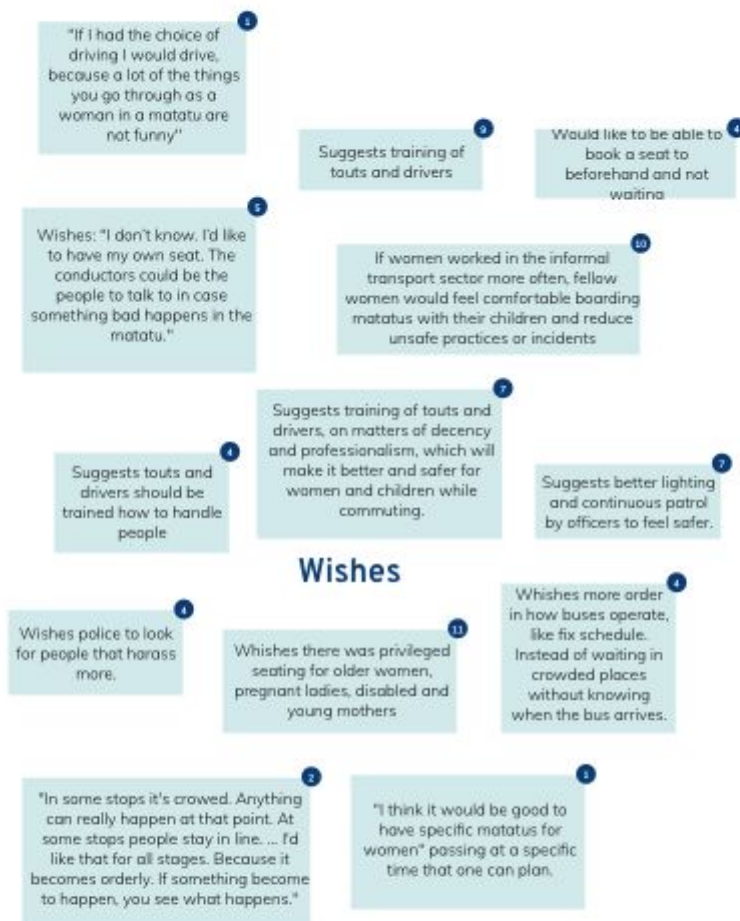 1
"If I had the choice of
driving I would drive,
because a lot of the things
you go through as a
woman in a matatu are
not funny"
9
Suggests training of
touts and drivers
4
Would like to be able to
book a seat to
beforehand and not
waiting
5
Wishes: "I don't know. I'd like
to have my own seat. The
conductors could be the
people to talk to in case
something bad happens in the
matatu."
10
If women worked in the informal
transport sector more often, fellow
women would feel comfortable boarding
matatus with their children and reduce
unsafe practices or incidents
7
Suggests training of touts and
drivers, on matters of decency
and professionalism, which will
make it better and safer for
women and children while
commuting.
4
Suggests touts and
drivers should be
trained how to handle
people
7
Suggests better lighting
and continuous patrol
by officers to feel safer.
Wishes
4
Wishes police to look
for people that harass
more.
11
Whishes there was privileged
seating for older women,
pregnant ladies, disabled and
young mothers
4
Whishes more order
in how buses operate,
like fix schedule.
Instead of waiting in
crowded places
without knowing
when the bus arrives.
2
"In some stops it's crowed. Anything
can really happen at that point. At
some stops people stay in line. ... I'd
like that for all stages. Because it
becomes orderly. If something become
to happen, you see what happens."
"I think it would be good to
have specific matatus for
women" passing at a specific
time that one can plan.